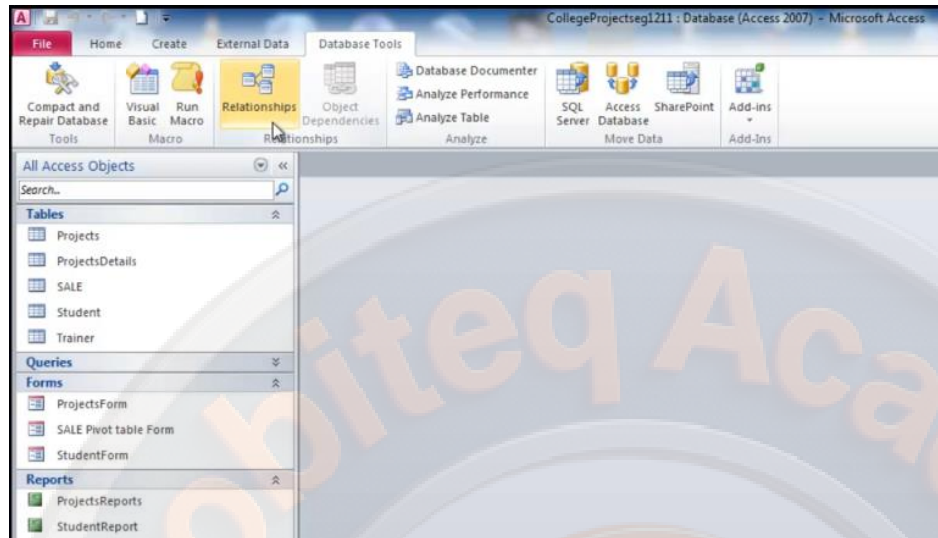 A CollegeProjectseg1211 : Database (Access 2007) - Microsoft Access
File Home Create External Data Database Tools
Compact and Repair Database
Visual Basic
Run Macro
Relationships
Object Dependencies
Database Documenter
Analyze Performance
Analyze Table
SQL Server
Access Database
SharePoint
Add-ins
Tools Macro Relationships Analyze Move Data Add-Ins
All Access Objects
Search..
Tables
Projects
ProjectsDetails
SALE
Student
Trainer
Queries
Forms
ProjectsForm
SALE Pivot table Form
StudentForm
Reports
ProjectsReports
StudentReport
obiteq Aca